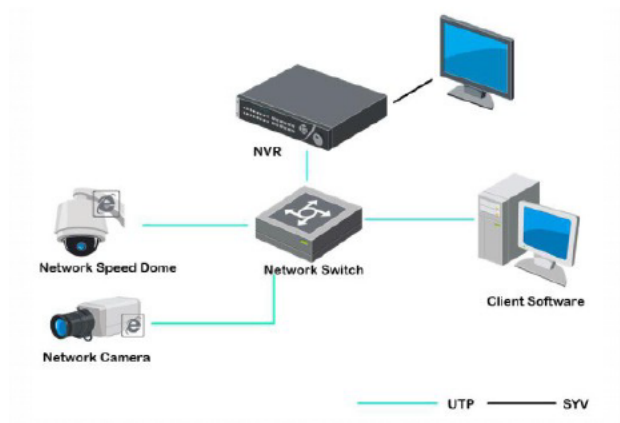 NVR
Network Speed Dome
Network Switch
Client Software
Network Camera
UTP
SYV